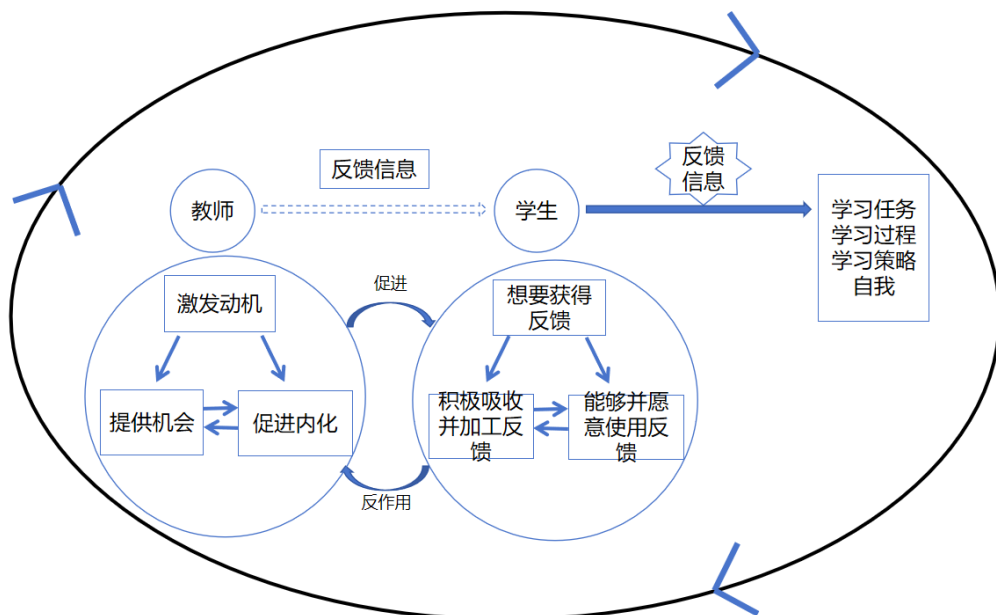 反馈信息
反馈
信息
教师
学生
学习任务
学习过程
学习策略
自我
激发动机
促进
想要获得
反馈
提供机会
促进内化
积极吸收
并加工反
馈
能够并愿
意使用反
馈
反作用